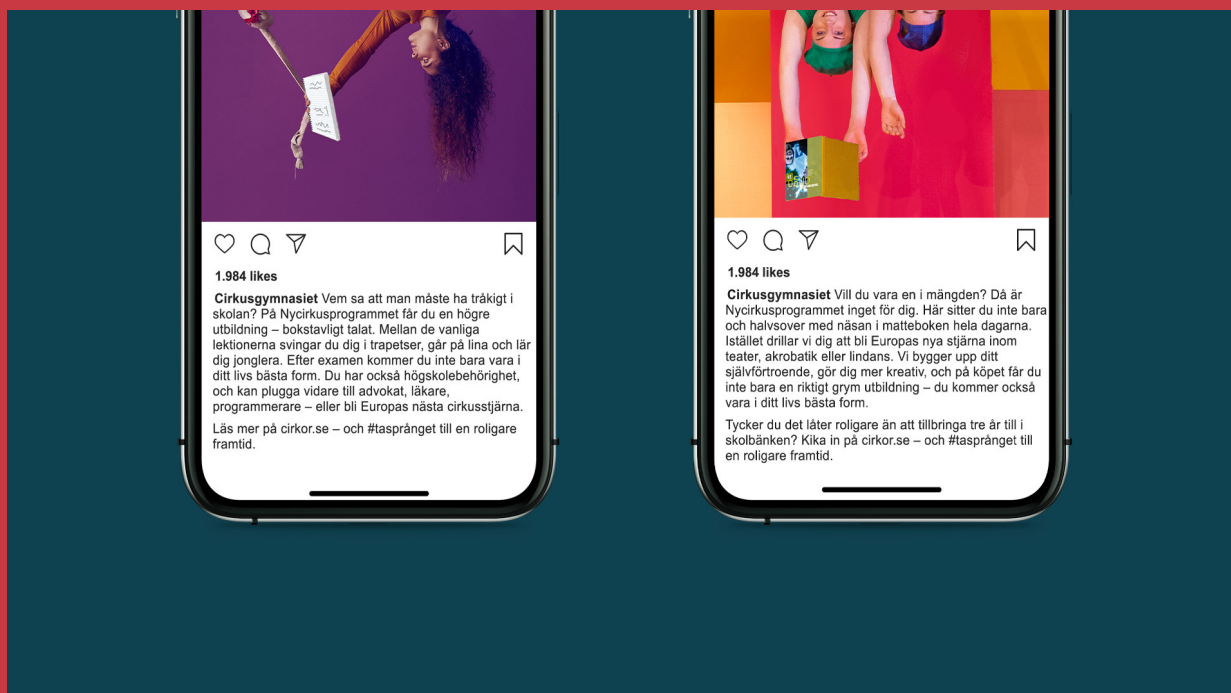 1.984 likes
Cirkusgymnasiet Vem sa att man måste ha tråkigt i
skolan? På Nycirkusprogrammet får du en högre
utbildning – bokstavligt talat. Mellan de vanliga
lektionerna svingar du dig i trapetser, går på lina och lär
dig jonglera. Efter examen kommer du inte bara vara i
ditt livs bästa form. Du har också högskolebehörighet,
och kan plugga vidare till advokat, läkare,
programmerare – eller bli Europas nästa cirkusstjärna.
Läs mer på cirkor.se – och #tasprånget till en roligare
framtid.
1.984 likes
Cirkusgymnasiet Vill du vara en i mängden? Då är
Nycirkusprogrammet inget för dig. Här sitter du inte bara
och halvsover med näsan i matteboken hela dagarna.
Istället drillar vi dig att bli Europas nya stjärna inom
teater, akrobatik eller lindans. Vi bygger upp ditt
självförtroende, gör dig mer kreativ, och på köpet får du
inte bara en riktigt grym utbildning – du kommer också
vara i ditt livs bästa form.
Tycker du det låter roligare än att tillbringa tre år till i
skolbänken? Kika in på cirkor.se – och #tasprånget till
en roligare framtid.